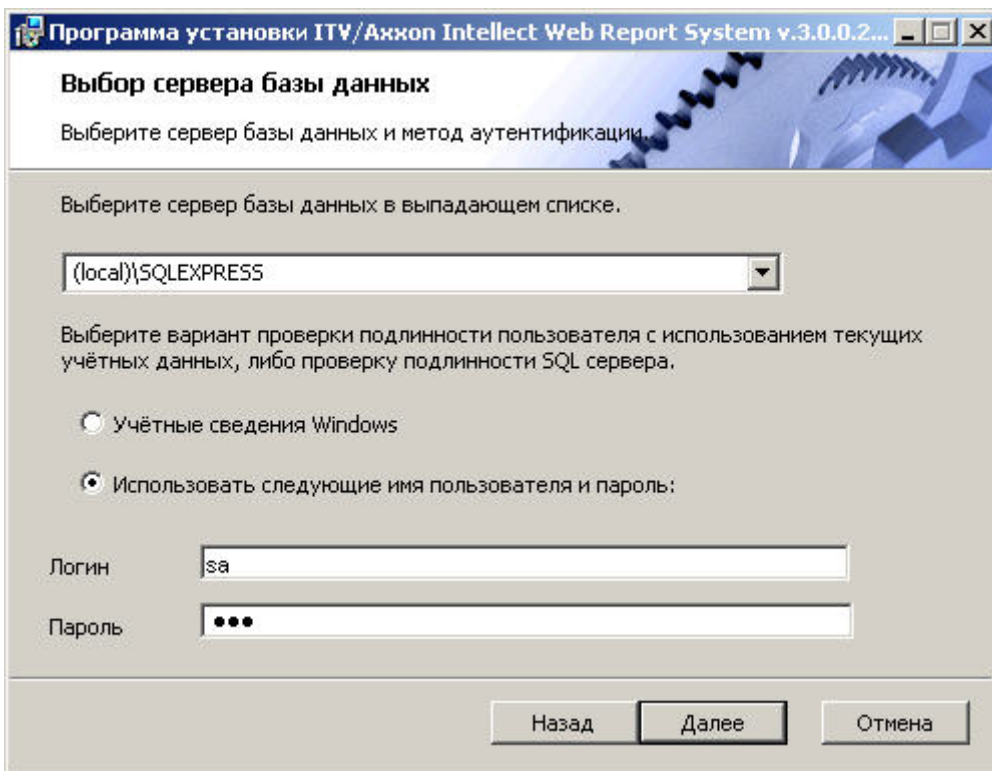 Программа установки ITV/Axxon Intellect Web Report System v.3.0.0.2...
Выбор сервера базы данных
Выберите сервер базы данных и метод аутентификации.
Выберите сервер базы данных в выпадающем списке.
(local)\SQLEXPRESS
Выберите вариант проверки подлинности пользователя с использованием текущих
учётных данных, либо проверку подлинности SQL сервера.
Учётные сведения Windows
Использовать следующие имя пользователя и пароль:
Логин
sa
Пароль
●●●
Назад
Далее
Отмена